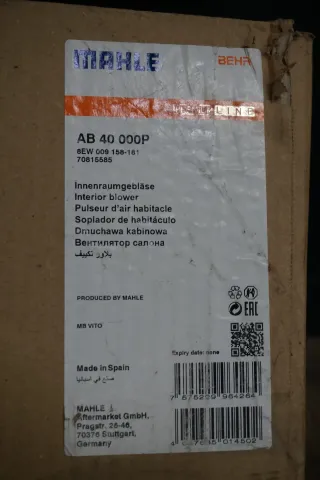 MAHLE
BEHR
LINE
AB 40 000P
8EW 009 158-161
70815585
Innenraumgebläse
Interior blower
Pulseur d'air habitacle
Soplador de habitáculo
Dmuchawa kabinowa
Вентилятор салона
بلاور تكييف
PRODUCED BY MAHLE
MB VITO
Expiry date: none
Made in Spain
صنع في اسبانيا
MAHLE
Aftermarket GmbH,
Pragstr. 26-46,
70376 Stuttgart,
Germany